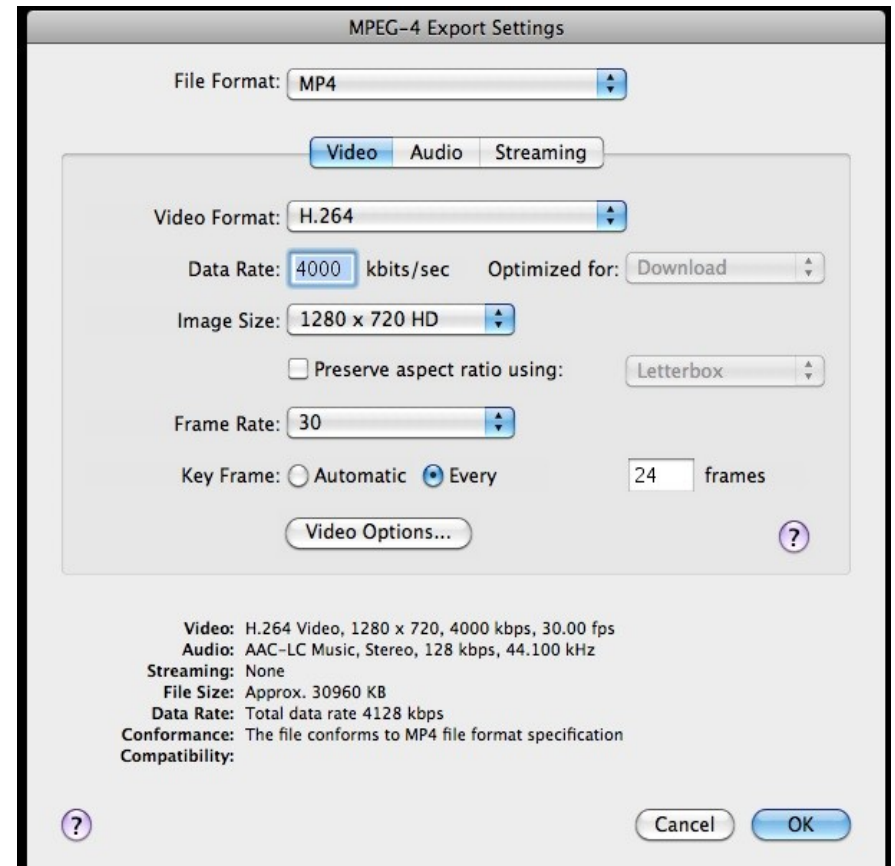 MPEG-4 Export Settings
File Format: MP4
Video Audio Streaming
Video Format: H.264
Data Rate: 4000 kbits/sec Optimized for: Download
Image Size: 1280 x 720 HD
Preserve aspect ratio using: Letterbox
Frame Rate: 30
Key Frame: Automatic Every 24 frames
Video Options...
?
Video: H.264 Video, 1280 x 720, 4000 kbps, 30.00 fps
Audio: AAC-LC Music, Stereo, 128 kbps, 44.100 kHz
Streaming: None
File Size: Approx. 30960 KB
Data Rate: Total data rate 4128 kbps
Conformance: The file conforms to MP4 file format specification
Compatibility:
? Cancel OK